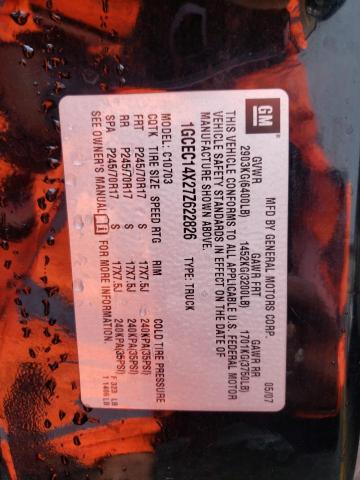 GM
MFD BY GENERAL MOTORS CORP. 05/07
GVWR GAWR FRT GAWR RR
2903KG(6400LB) 1452KG(3200LB) 1701KG(3750LB)
THIS VEHICLE CONFORMS TO ALL APPLICABLE U.S. FEDERAL MOTOR
VEHICLE SAFETY STANDARDS IN EFFECT ON THE DATE OF
MANUFACTURE SHOWN ABOVE.
1GCEC14X27Z622826 TYPE: TRUCK
MODEL: C10703
CQTK TIRE SIZE SPEED RTG RIM COLD TIRE PRESSURE
FRT P245/70R17 S 17X7.5J 240KPA(35PSI)
RR P245/70R17 S 17X7.5J 240KPA(35PSI)
SPA P245/70R17 S 17X7.5J 240KPA(35PSI)
SEE OWNER'S MANUAL FOR MORE INFORMATION.
F 323 LB